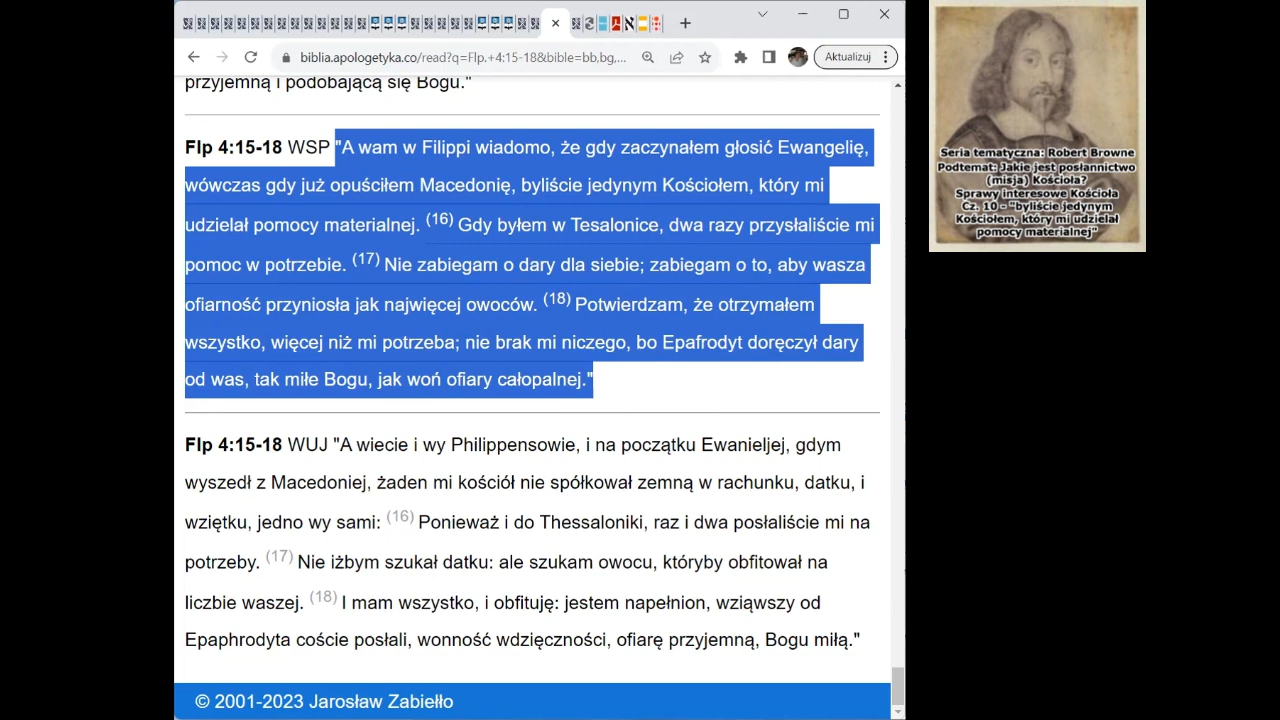 biblia.apologetyka.co/read?q=Flp.+4:15-18&bible=bb,bg,...
Aktualizuj
przyjemną i podobającą się Bogu."
Flp 4:15-18 WSP "A wam w Filippi wiadomo, że gdy zaczynałem głosić Ewangelię,
wówczas gdy już opuściłem Macedonię, byliście jedynym Kościołem, który mi
udzielał pomocy materialnej. (16) Gdy byłem w Tesalonice, dwa razy przysłaliście mi
pomoc w potrzebie. (17) Nie zabiegam o dary dla siebie; zabiegam o to, aby wasza
ofiarność przyniosła jak najwięcej owoców. (18) Potwierdzam, że otrzymałem
wszystko, więcej niż mi potrzeba; nie brak mi niczego, bo Epafrodyt doręczył dary
od was, tak miłe Bogu, jak woń ofiary całopalnej."
Flp 4:15-18 WUJ "A wiecie i wy Philippensowie, i na początku Ewanieljej, gdym
wyszedł z Macedoniej, żaden mi kościół nie spółkował zemną w rachunku, datku, i
wziętku, jedno wy sami: (16) Ponieważ i do Thessaloniki, raz i dwa posłaliście mi na
potrzeby. (17) Nie iżbym szukał datku: ale szukam owocu, któryby obfitował na
liczbie waszej. (18) I mam wszystko, i obfituję: jestem napełnion, wziąwszy od
Epaphrodyta coście posłali, wonność wdzięczności, ofiarę przyjemną, Bogu miłą."
© 2001-2023 Jarosław Zabiełło
Seria tematyczna: Robert Browne
Podtemat: Jakie jest posłannictwo
(misja) Kościoła?
Sprawy interesowe Kościoła
Cz. 10 - "byliście jedynym
Kościołem, który mi udzielał
pomocy materialnej"